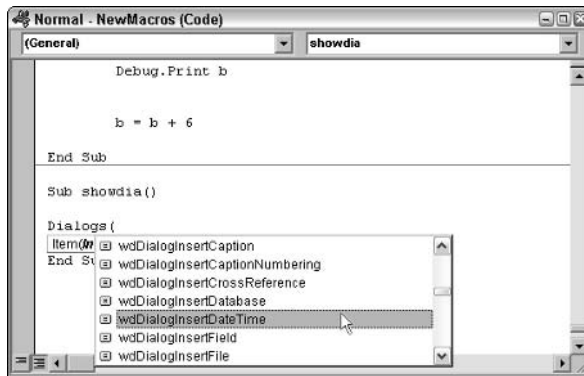 Normal - NewMacros (Code)
(General) showdia
Debug.Print b
b = b + 6
End Sub
Sub showdia()
Dialogs(
Item(In
End Su
wdDialogInsertCaption
wdDialogInsertCaptionNumbering
wdDialogInsertCrossReference
wdDialogInsertDatabase
wdDialogInsertDateTime
wdDialogInsertField
wdDialogInsertFile